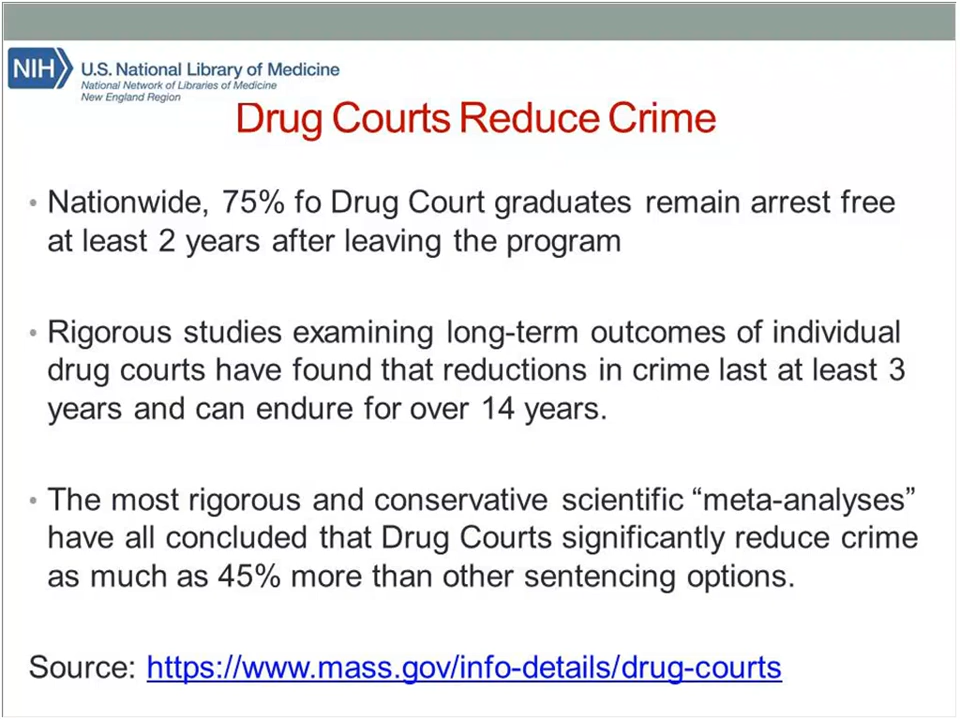 NIH
U.S. National Library of Medicine
National Network of Libraries of Medicine
New England Region
Drug Courts Reduce Crime
• Nationwide, 75% fo Drug Court graduates remain arrest free
at least 2 years after leaving the program
• Rigorous studies examining long-term outcomes of individual
drug courts have found that reductions in crime last at least 3
years and can endure for over 14 years.
• The most rigorous and conservative scientific “meta-analyses”
have all concluded that Drug Courts significantly reduce crime
as much as 45% more than other sentencing options.
Source: https://www.mass.gov/info-details/drug-courts